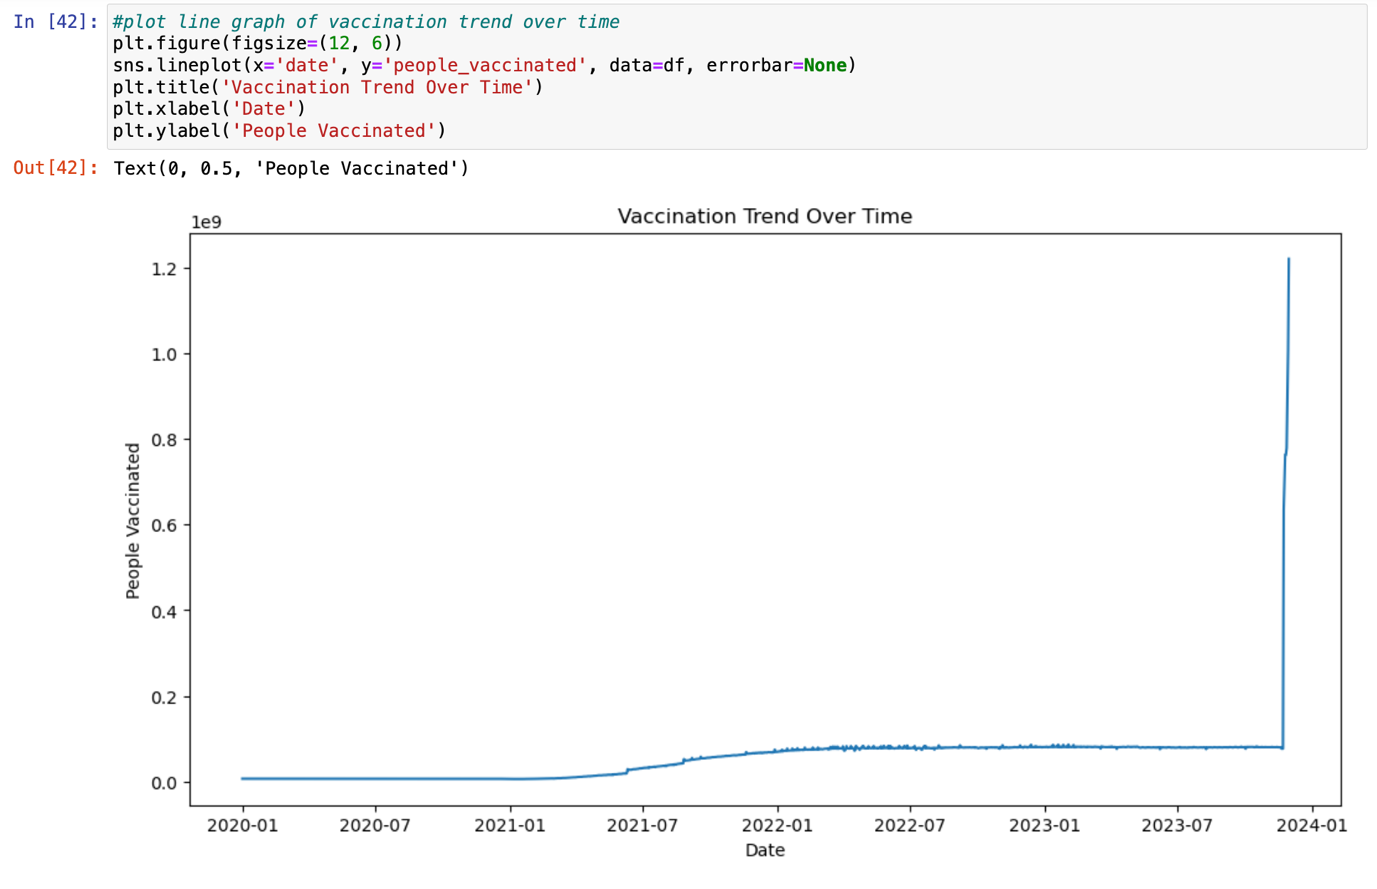 In [42]: #plot line graph of vaccination trend over time
plt.figure(figsize=(12, 6))
sns.lineplot(x='date', y='people_vaccinated', data=df, errorbar=None)
plt.title('Vaccination Trend Over Time')
plt.xlabel('Date')
plt.ylabel('People Vaccinated')
Out[42]: Text(0, 0.5, 'People Vaccinated')
Vaccination Trend Over Time
1e9
1.2
1.0
0.8
0.6
0.4
0.2
0.0
People Vaccinated
2020-01 2020-07 2021-01 2021-07 2022-01 2022-07 2023-01 2023-07 2024-01
Date